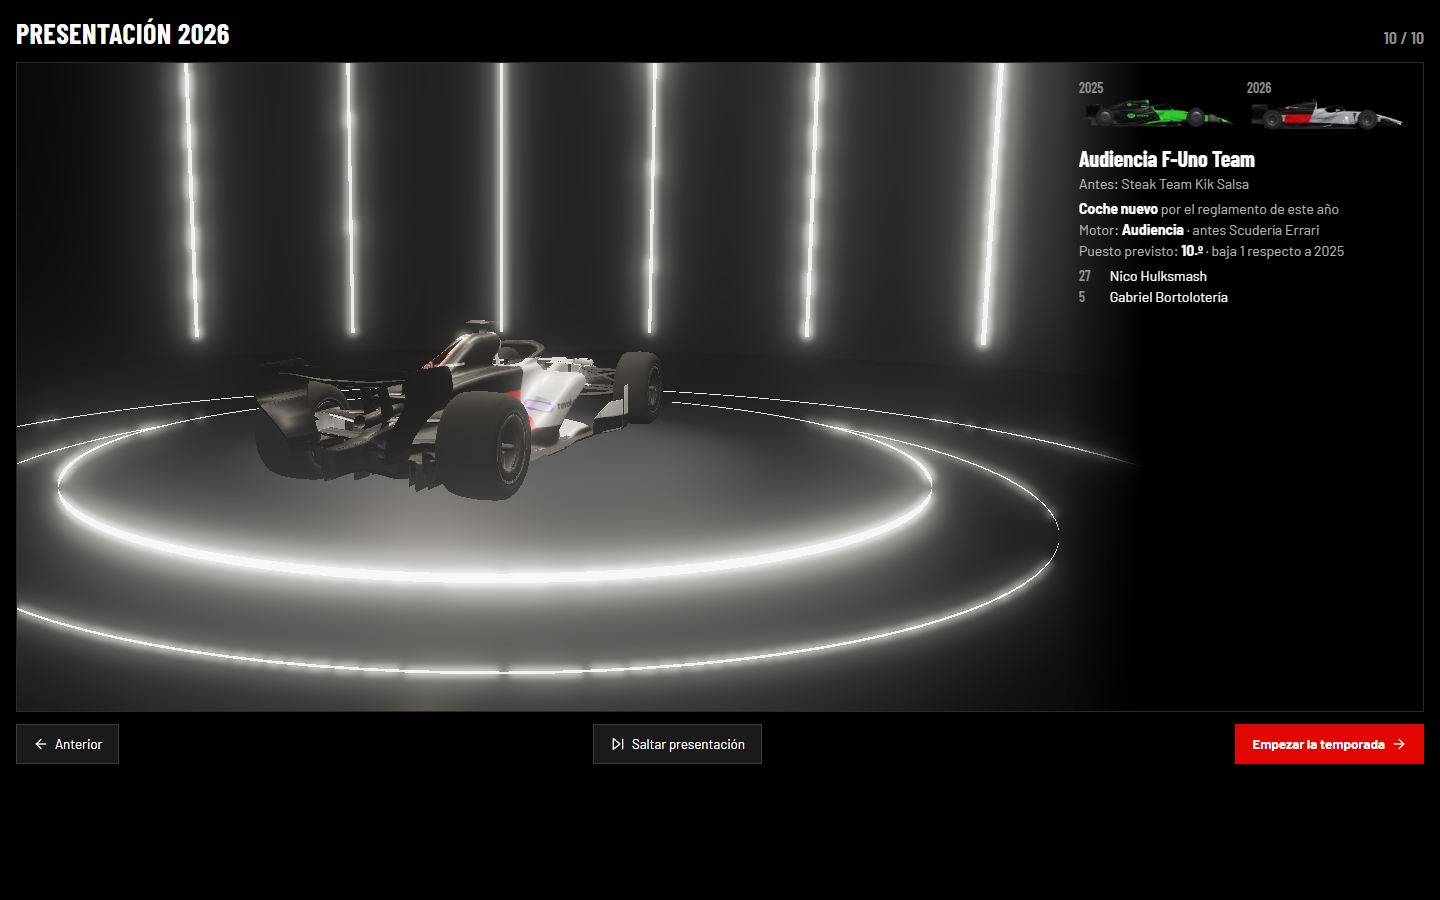 PRESENTACIÓN 2026
10 / 10
2025
2026
Audiencia F-Uno Team
Antes: Steak Team Kik Salsa
Coche nuevo por el reglamento de este año
Motor: Audiencia · antes Scuderia Errari
Puesto previsto: 10.º · baja 1 respecto a 2025
27 Nico Hulksmash
5 Gabriel Bortolotería
Anterior
Saltar presentación
Empezar la temporada